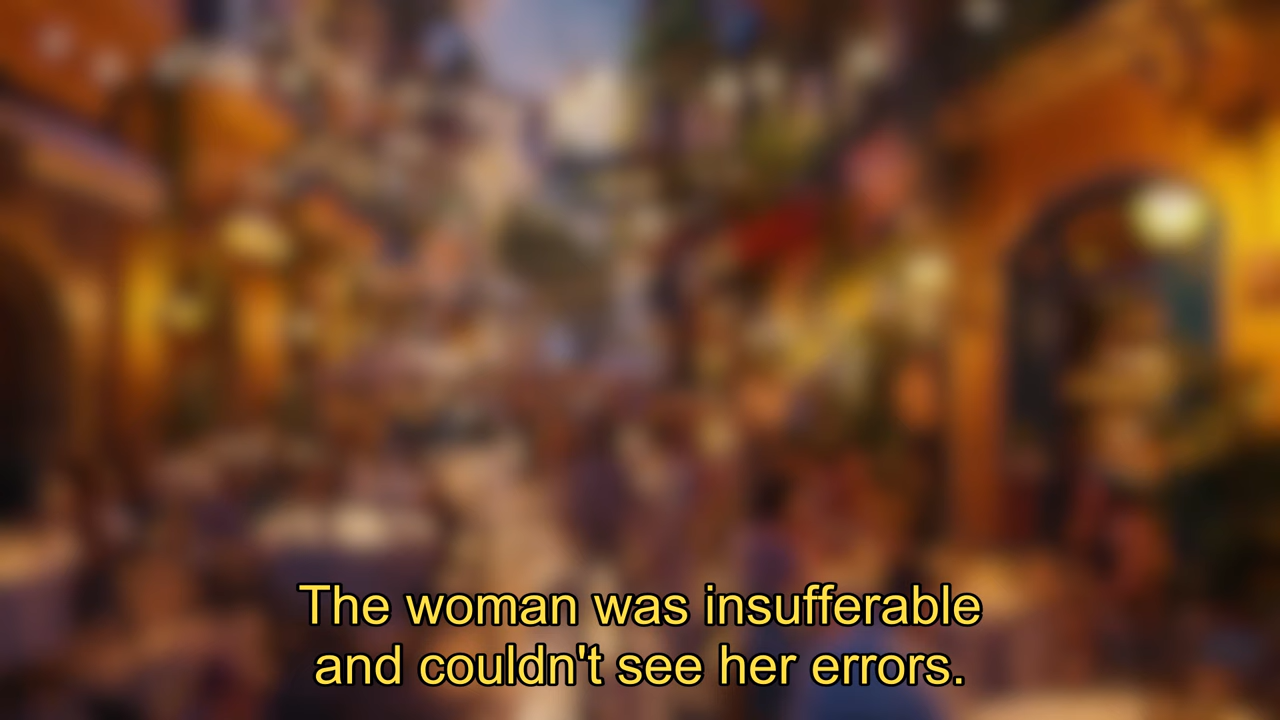 The woman was insufferable
and couldn't see her errors.